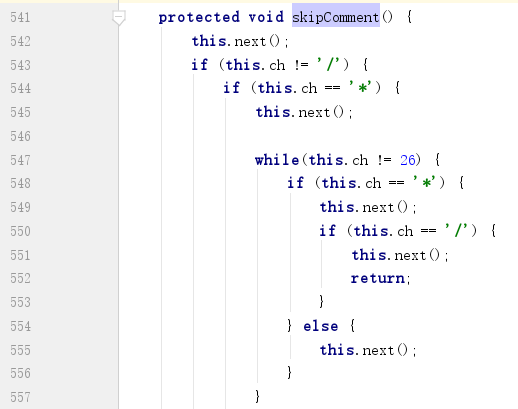 541 protected void skipComment() {
542 this.next();
543 if (this.ch != '/') {
544 if (this.ch == '*') {
545 this.next();
546
547 while(this.ch != 26) {
548 if (this.ch == '*') {
549 this.next();
550 if (this.ch == '/') {
551 this.next();
552 return;
553 }
554 } else {
555 this.next();
556 }
557 }